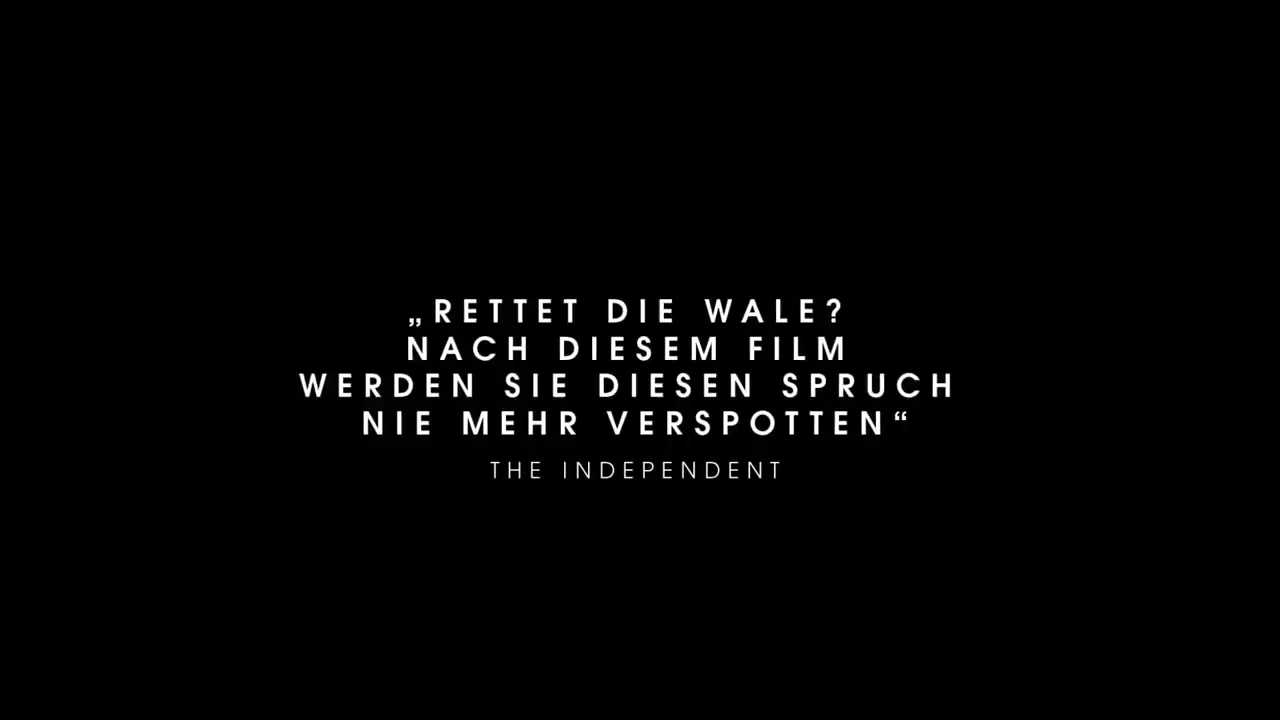 „RETTET DIE WALE?
NACH DIESEM FILM
WERDEN SIE DIESEN SPRUCH
NIE MEHR VERSPOTTEN“
THE INDEPENDENT